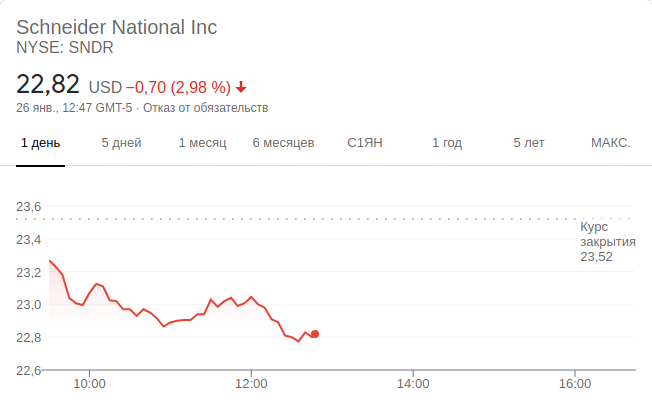 Schneider National Inc
NYSE: SNDR
22,82 USD −0,70 (2,98 %)
26 янв., 12:47 GMT-5 · Отказ от обязательств
1 день 5 дней 1 месяц 6 месяцев С1ЯН 1 год 5 лет МАКС.
23,6
Курс
23,4 закрытия
23,52
23,2
23,0
22,8
22,6
10:00 12:00 14:00 16:00